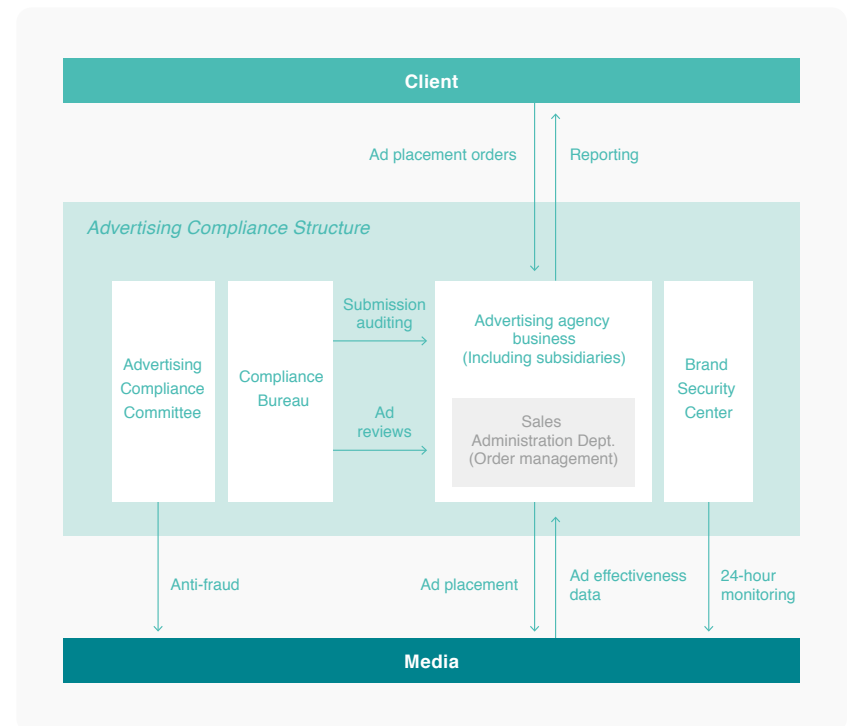 Client
Ad placement orders
Reporting
Advertising Compliance Structure
Advertising
Compliance
Committee
Compliance
Bureau
Submission
auditing
Ad
reviews
Advertising agency
business
(Including subsidiaries)
Sales
Administration Dept.
(Order management)
Brand
Security
Center
Anti-fraud
Ad placement
Ad effectiveness
data
24-hour
monitoring
Media